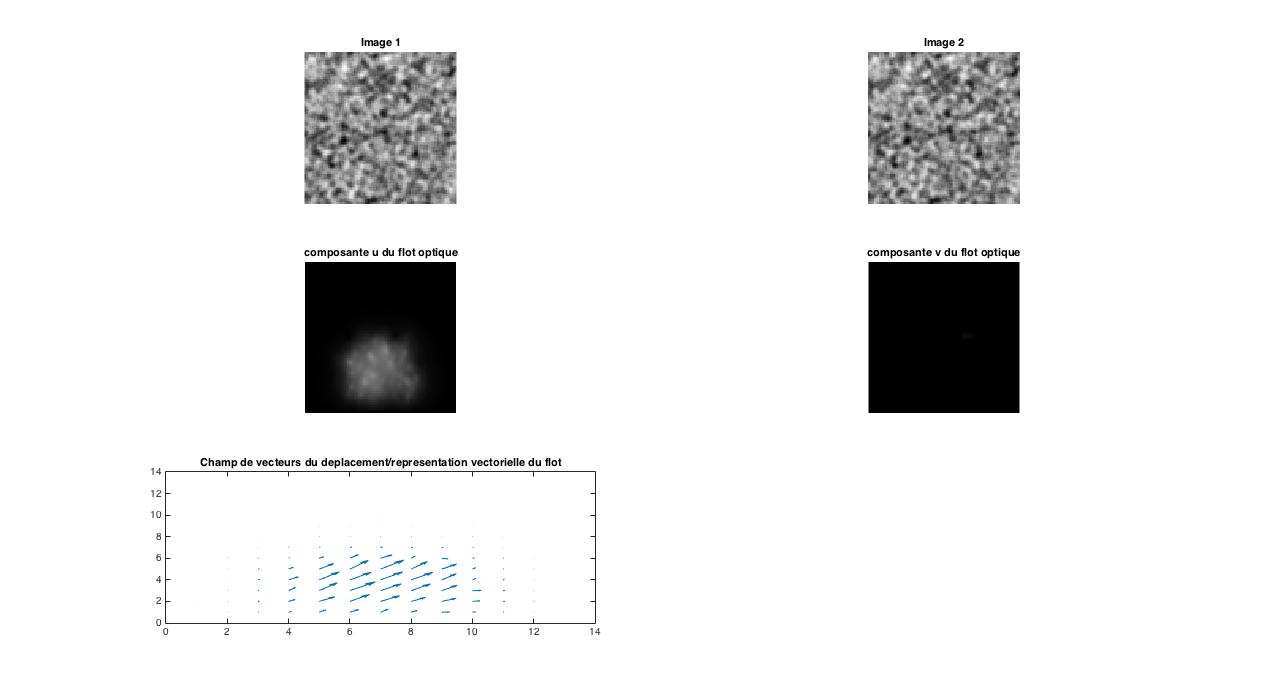 Image 1
Image 2
composante u du flot optique
composante v du flot optique
Champ de vecteurs du deplacement/representation vectorielle du flot
14
12
10
8
6
4
2
0
0 2 4 6 8 10 12 14